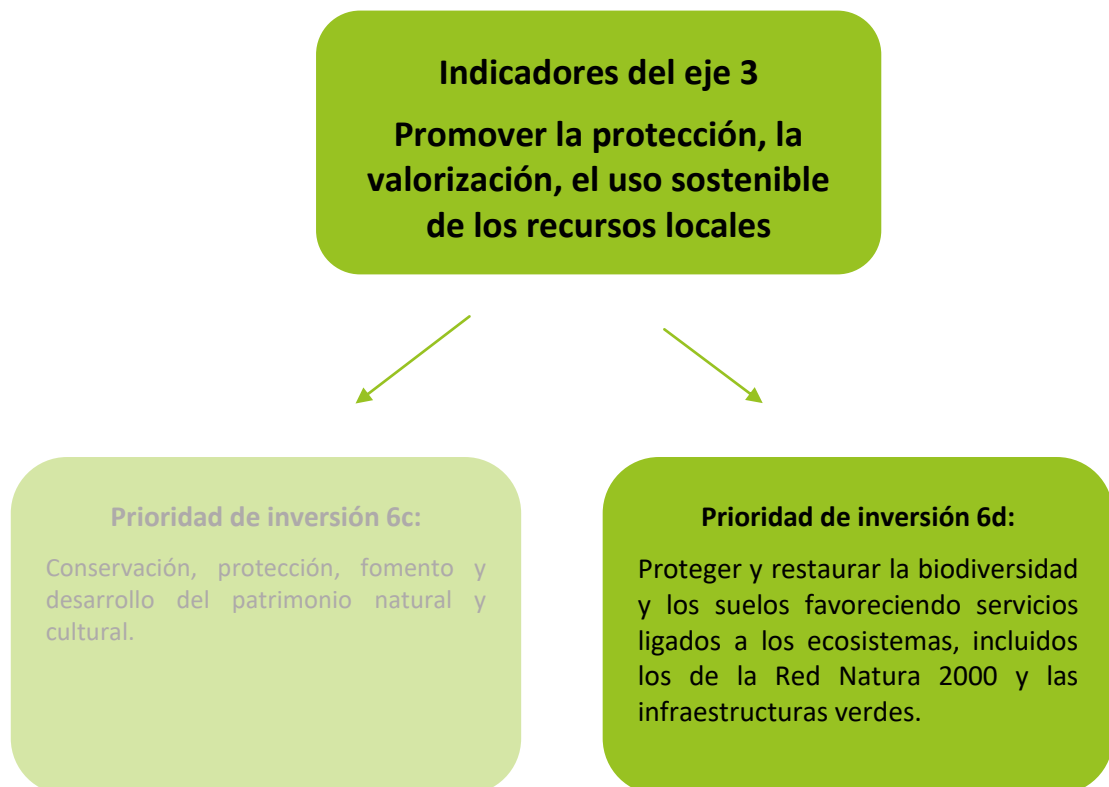 Indicadores del eje 3
Promover la protección, la
valorización, el uso sostenible
de los recursos locales
Prioridad de inversión 6c:
Conservación, protección, fomento y
desarrollo del patrimonio natural y
cultural.
Prioridad de inversión 6d:
Proteger y restaurar la biodiversidad
y los suelos favoreciendo servicios
ligados a los ecosistemas, incluidos
los de la Red Natura 2000 y las
infraestructuras verdes.